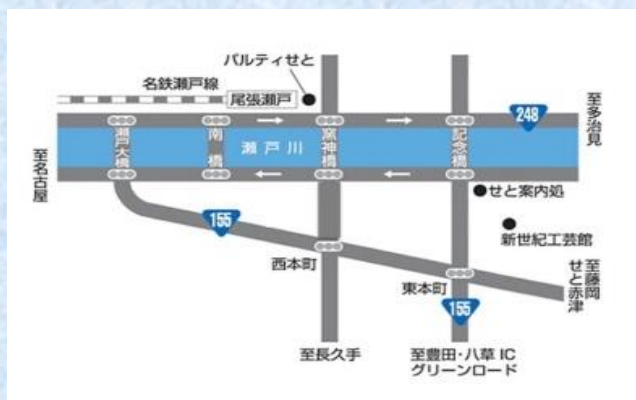 パルティせと
名鉄瀬戸線
尾張瀬戸
248
至多治見
瀬戸大橋
南橋
瀬戸川
窯神橋
記念橋
至名古屋
せと案内処
新世紀工芸館
155
西本町
東本町
155
至藤岡
せと赤津
至長久手
至豊田・八草IC
グリーンロード